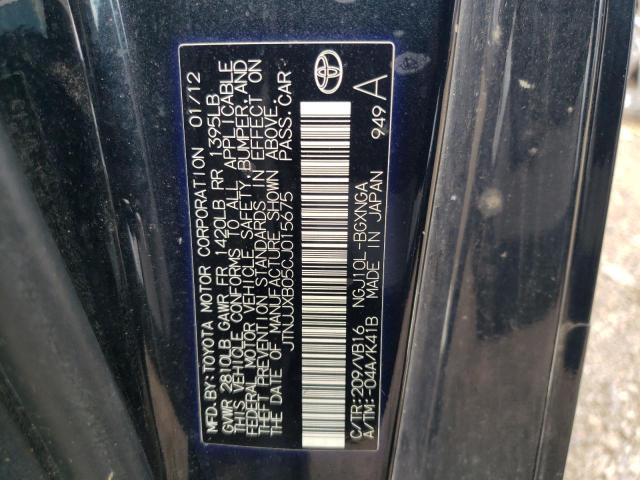 MFD. BY: TOYOTA MOTOR CORPORATION 01/12
GVWR 2810LB GAWR FR 1420LB RR 1395LB
THIS VEHICLE CONFORMS TO ALL APPLICABLE
FEDERAL MOTOR VEHICLE SAFETY, BUMPER, AND
THEFT PREVENTION STANDARDS IN EFFECT ON
THE DATE OF MANUFACTURE SHOWN ABOVE.
JTNJJXB05CJ015675 PASS. CAR
C/TR: 209/VB16 NGJ10L-BGXNGA
A/TM: -04A/K41B MADE IN JAPAN 949 A